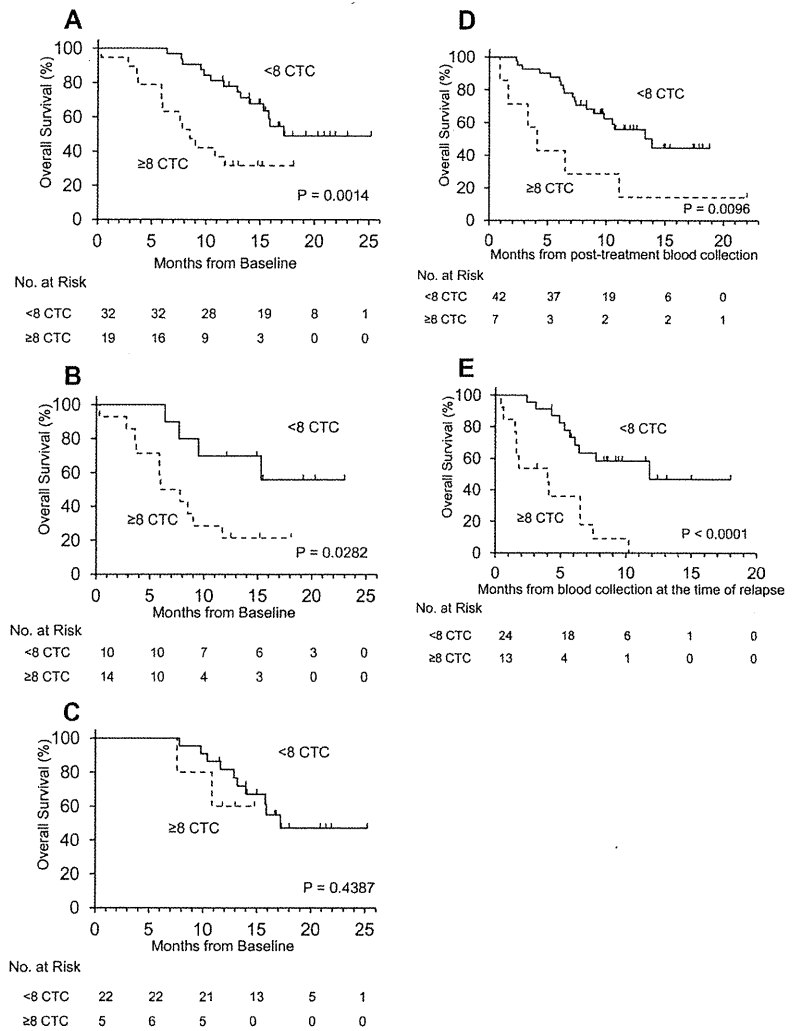 A
Overall Survival (%)
100
80
60
40
20
0
<8 CTC
≥8 CTC
P = 0.0014
0 5 10 15 20 25
Months from Baseline
No. at Risk
<8 CTC 32 32 28 19 8 1
≥8 CTC 19 16 9 3 0 0
B
Overall Survival (%)
100
80
60
40
20
0
<8 CTC
≥8 CTC
P = 0.0282
0 5 10 15 20 25
Months from Baseline
No. at Risk
<8 CTC 10 10 7 6 3 0
≥8 CTC 14 10 4 3 0 0
C
Overall Survival (%)
100
80
60
40
20
0
<8 CTC
≥8 CTC
P = 0.4387
0 5 10 15 20 25
Months from Baseline
No. at Risk
<8 CTC 22 22 21 13 5 1
≥8 CTC 5 6 5 0 0 0
D
Overall Survival (%)
100
80
60
40
20
0
<8 CTC
≥8 CTC
P = 0.0096
0 5 10 15 20
Months from post-treatment blood collection
No. at Risk
<8 CTC 42 37 19 6 0
≥8 CTC 7 3 2 2 1
E
Overall Survival (%)
100
80
60
40
20
0
<8 CTC
≥8 CTC
P < 0.0001
0 5 10 15 20
Months from blood collection at the time of relapse
No. at Risk
<8 CTC 24 18 6 1 0
≥8 CTC 13 4 1 0 0